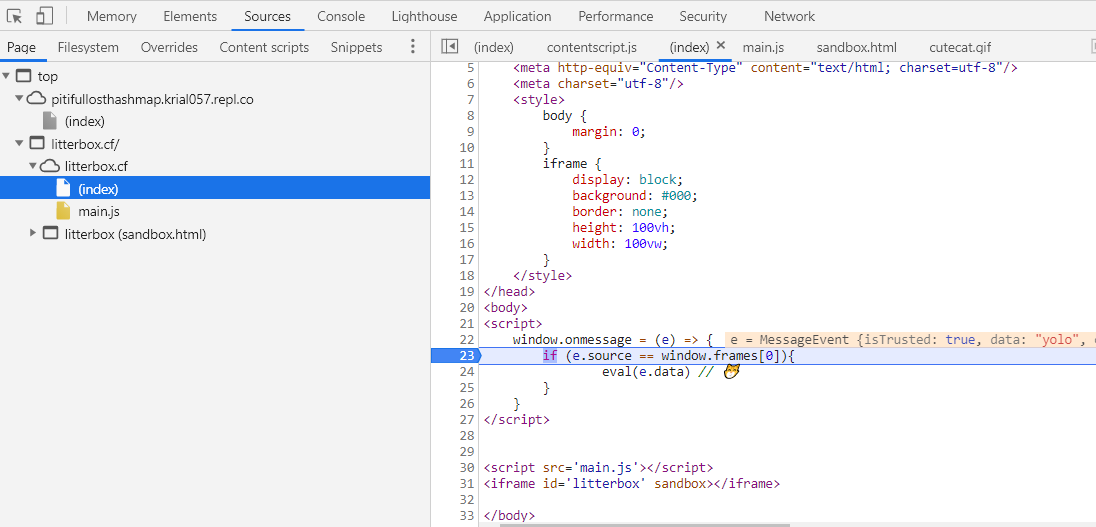 Memory Elements Sources Console Lighthouse Application Performance Security Network
Page Filesystem Overrides Content scripts Snippets
(index) contentscript.js (index) × main.js sandbox.html cutecat.gif
top
pitifullosthashmap.krial057.repl.co
(index)
litterbox.cf/
litterbox.cf
(index)
main.js
litterbox (sandbox.html)
5 <meta http-equiv="Content-Type" content="text/html; charset=utf-8"/>
6 <meta charset="utf-8"/>
7 <style>
8 body {
9 margin: 0;
10 }
11 iframe {
12 display: block;
13 background: #000;
14 border: none;
15 height: 100vh;
16 width: 100vw;
17 }
18 </style>
19 </head>
20 <body>
21 <script>
22 window.onmessage = (e) => { e = MessageEvent {isTrusted: true, data: "yolo",
23 if (e.source == window.frames[0]){
24 eval(e.data) // 🐱
25 }
26 }
27 </script>
28
29
30 <script src='main.js'></script>
31 <iframe id='litterbox' sandbox></iframe>
32
33 </body>